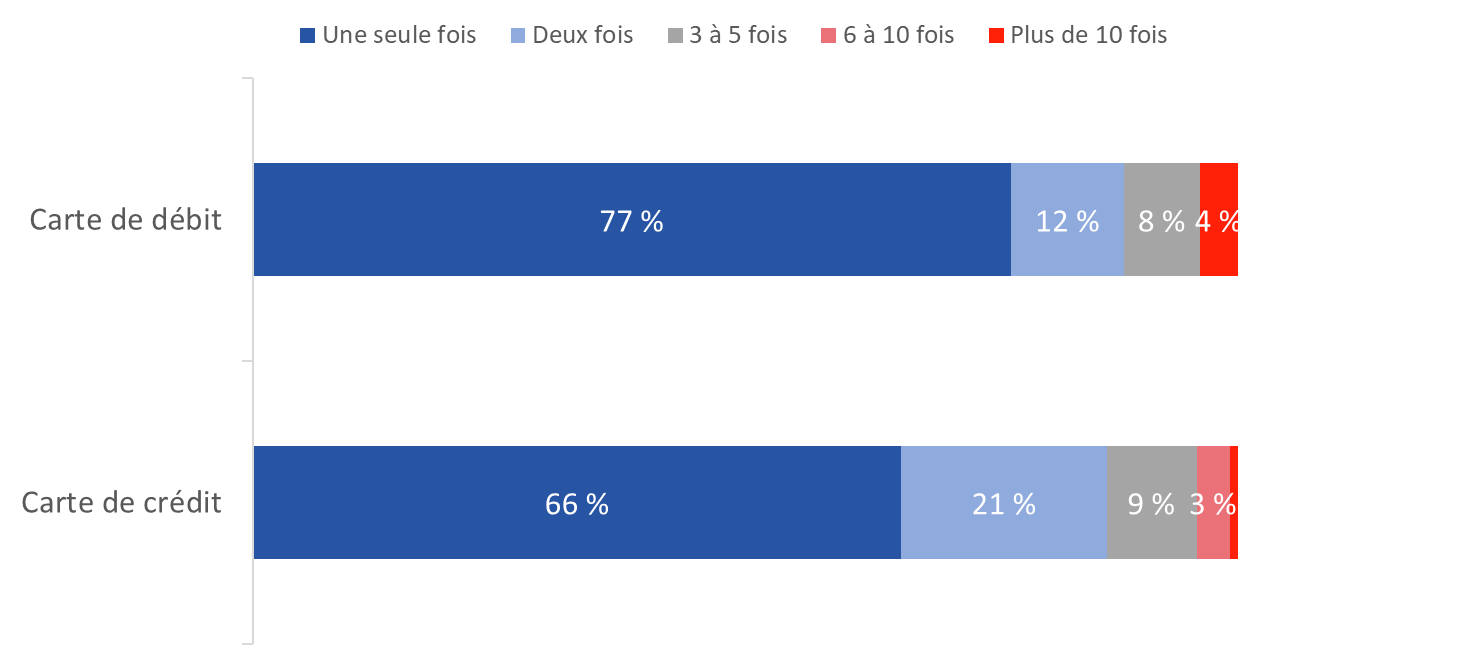 Une seule fois Deux fois 3 à 5 fois 6 à 10 fois Plus de 10 fois
Carte de débit 77 % 12 % 8 % 4 %
Carte de crédit 66 % 21 % 9 % 3 %